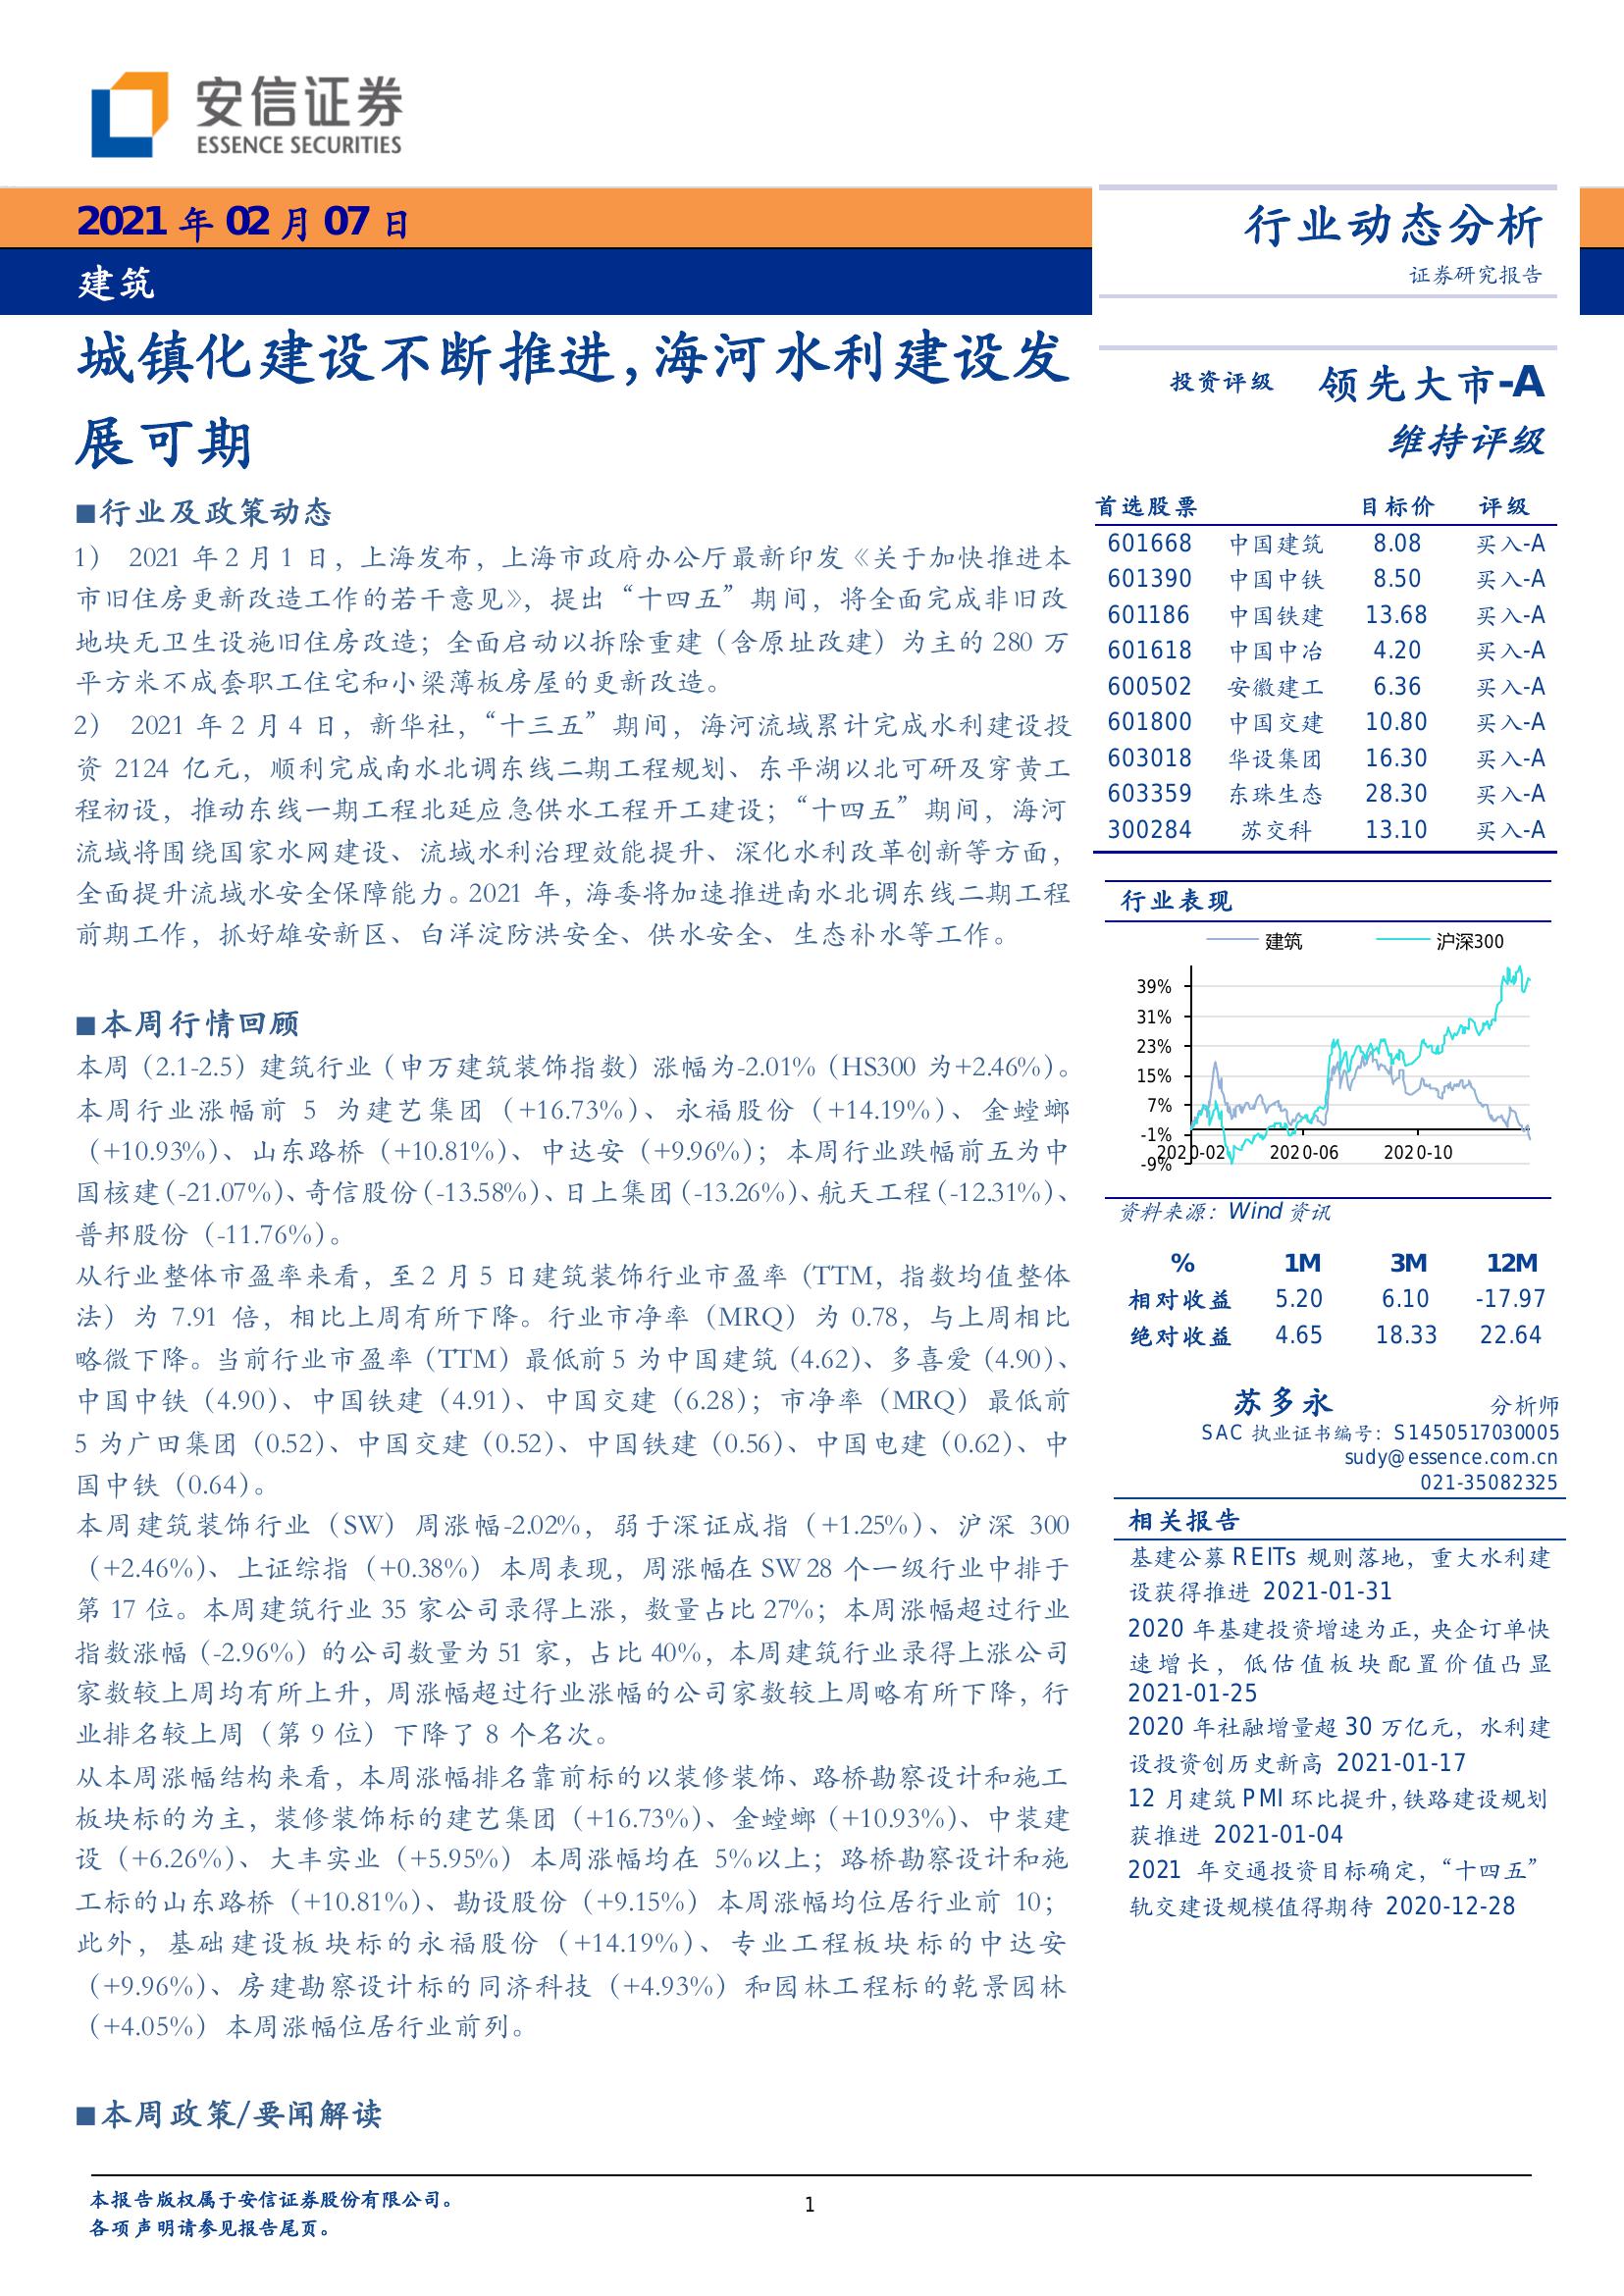 安信证券
ESSENCE SECURITIES
2021 年 02 月 07 日
建筑
行业动态分析
证券研究报告
城镇化建设不断推进,海河水利建设发
展可期
■行业及政策动态
1） 2021 年 2 月 1 日，上海发布，上海市政府办公厅最新印发《关于加快推进本
市旧住房更新改造工作的若干意见》，提出“十四五”期间，将全面完成非旧改
地块无卫生设施旧住房改造；全面启动以拆除重建（含原址改建）为主的 280 万
平方米不成套职工住宅和小梁薄板房屋的更新改造。
2） 2021 年 2 月 4 日，新华社，“十三五”期间，海河流域累计完成水利建设投
资 2124 亿元，顺利完成南水北调东线二期工程规划、东平湖以北可研及穿黄工
程初设，推动东线一期工程北延应急供水工程开工建设；“十四五”期间，海河
流域将围绕国家水网建设、流域水利治理效能提升、深化水利改革创新等方面，
全面提升流域水安全保障能力。2021 年，海委将加速推进南水北调东线二期工程
前期工作，抓好雄安新区、白洋淀防洪安全、供水安全、生态补水等工作。
■本周行情回顾
本周（2.1-2.5）建筑行业（申万建筑装饰指数）涨幅为-2.01%（HS300 为+2.46%）。
本周行业涨幅前 5 为建艺集团（+16.73%）、永福股份（+14.19%）、金螳螂
（+10.93%）、山东路桥（+10.81%）、中达安（+9.96%）；本周行业跌幅前五为中
国核建（-21.07%）、奇信股份（-13.58%）、日上集团（-13.26%）、航天工程（-12.31%）、
普邦股份（-11.76%）。
从行业整体市盈率来看，至 2 月 5 日建筑装饰行业市盈率（TTM，指数均值整体
法）为 7.91 倍，相比上周有所下降。行业市净率（MRQ）为 0.78，与上周相比
略微下降。当前行业市盈率（TTM）最低前 5 为中国建筑（4.62）、多喜爱（4.90）、
中国中铁（4.90）、中国铁建（4.91）、中国交建（6.28）；市净率（MRQ）最低前
5 为广田集团（0.52）、中国交建（0.52）、中国铁建（0.56）、中国电建（0.62）、中
国中铁（0.64）。
本周建筑装饰行业（SW）周涨幅-2.02%，弱于深证成指（+1.25%）、沪深 300
（+2.46%）、上证综指（+0.38%）本周表现，周涨幅在 SW 28 个一级行业中排于
第 17 位。本周建筑行业 35 家公司录得上涨，数量占比 27%；本周涨幅超过行业
指数涨幅（-2.96%）的公司数量为 51 家，占比 40%，本周建筑行业录得上涨公司
家数较上周均有所上升，周涨幅超过行业涨幅的公司家数较上周略有所下降，行
业排名较上周（第 9 位）下降了 8 个名次。
从本周涨幅结构来看，本周涨幅排名靠前标的以装修装饰、路桥勘察设计和施工
板块标的为主，装修装饰标的建艺集团（+16.73%）、金螳螂（+10.93%）、中装建
设（+6.26%）、大丰实业（+5.95%）本周涨幅均在 5%以上；路桥勘察设计和施
工标的山东路桥（+10.81%）、勘设股份（+9.15%）本周涨幅均位居行业前 10；
此外，基础建设板块标的永福股份（+14.19%）、专业工程板块标的中达安
（+9.96%）、房建勘察设计标的同济科技（+4.93%）和园林工程标的乾景园林
（+4.05%）本周涨幅位居行业前列。
■本周政策/要闻解读
投资评级 领先大市-A
维持评级
首选股票 目标价 评级
601668 中国建筑 8.08 买入-A
601390 中国中铁 8.50 买入-A
601186 中国铁建 13.68 买入-A
601618 中国中冶 4.20 买入-A
600502 安徽建工 6.36 买入-A
601800 中国交建 10.80 买入-A
603018 华设集团 16.30 买入-A
603359 东珠生态 28.30 买入-A
300284 苏交科 13.10 买入-A
行业表现
建筑 沪深300
39%
31%
23%
15%
7%
-1%
-9%
2020-02 2020-06 2020-10
资料来源：Wind 资讯
% 1M 3M 12M
相对收益 5.20 6.10 -17.97
绝对收益 4.65 18.33 22.64
苏多永 分析师
SAC 执业证书编号：S1450517030005
sudy@essence.com.cn
021-35082325
相关报告
基建公募 REITs 规则落地，重大水利建
设获得推进 2021-01-31
2020 年基建投资增速为正,央企订单快
速增长，低估值板块配置价值凸显
2021-01-25
2020 年社融增量超 30 万亿元，水利建
设投资创历史新高 2021-01-17
12 月建筑 PMI 环比提升,铁路建设规划
获推进 2021-01-04
2021 年交通投资目标确定，“十四五”
轨交建设规模值得期待 2020-12-28
本报告版权属于安信证券股份有限公司。
各项声明请参见报告尾页。
1